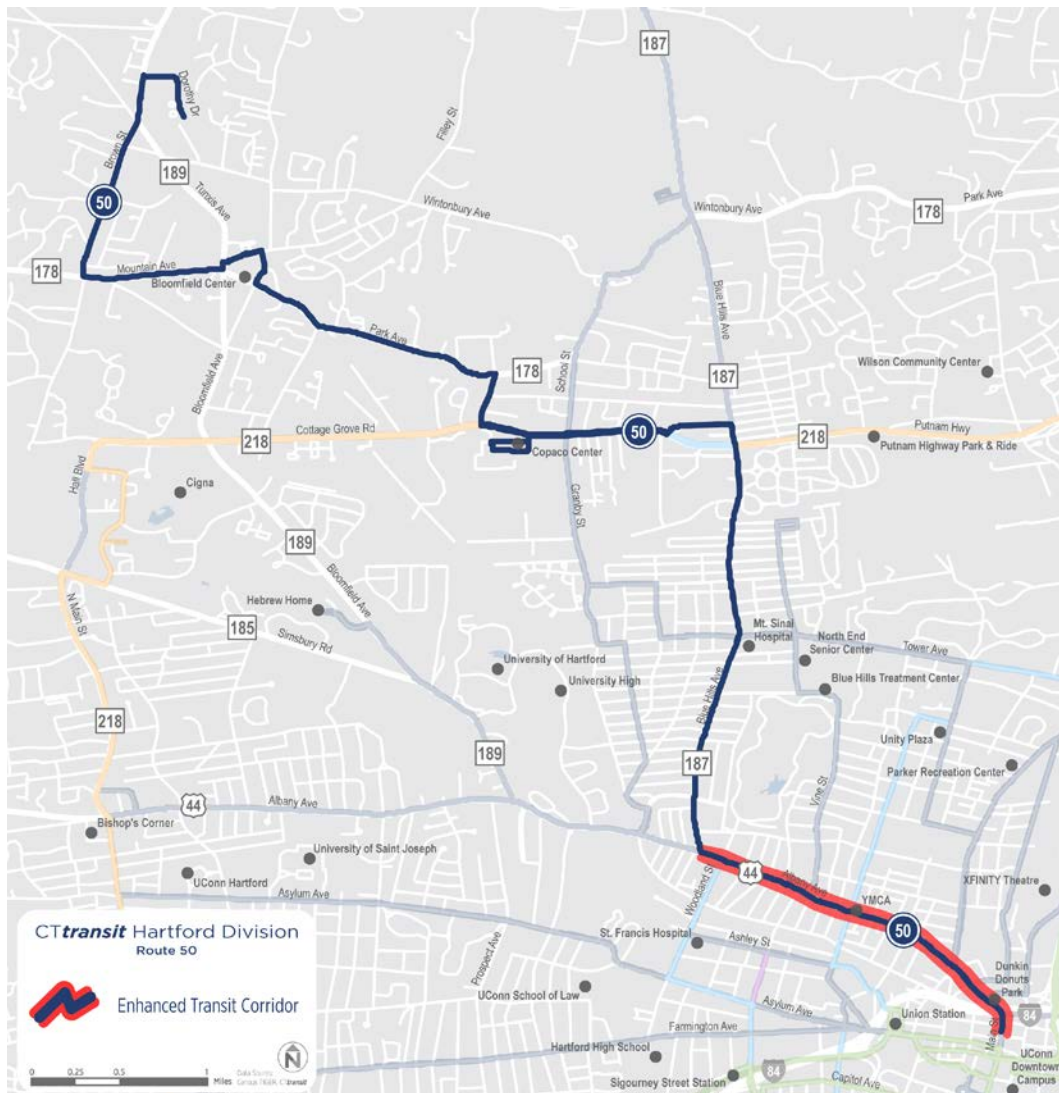 187
Dorothy Dr
Filley St
Brown St
189
Tunxis Ave
50
Wintonbury Ave
Wintonbury Ave
Park Ave
178
178
Mountain Ave
Bloomfield Center
Blue Hills Ave
Park Ave
Bloomfield Ave
School St
178
187
Wilson Community Center
Cottage Grove Rd
218
50
218
Putnam Hwy
Copaco Center
Putnam Highway Park & Ride
Hall Blvd
Cigna
Granby St
189
Bloomfield Ave
Hebrew Home
185
Simsbury Rd
N Main St
Mt. Sinai
Hospital
North End
Senior Center
Tower Ave
University of Hartford
University High
Blue Hills Treatment Center
Blue Hills Ave
218
189
187
Unity Plaza
Parker Recreation Center
Vine St
44
Albany Ave
Bishop's Corner
University of Saint Joseph
UConn Hartford
Asylum Ave
44
Albany Ave
Woodland St
YMCA
XFINITY Theatre
50
St. Francis Hospital
Ashley St
Prospect Ave
UConn School of Law
Asylum Ave
Dunkin
Donuts
Park
84
Union Station
Main St
Farmington Ave
Hartford High School
84
Sigourney Street Station
Capitol Ave
UConn
Downtown
Campus
CTtransit Hartford Division
Route 50
Enhanced Transit Corridor
N
0 0.25 0.5 1
Miles
Data Source:
Census TIGER, CTtransit